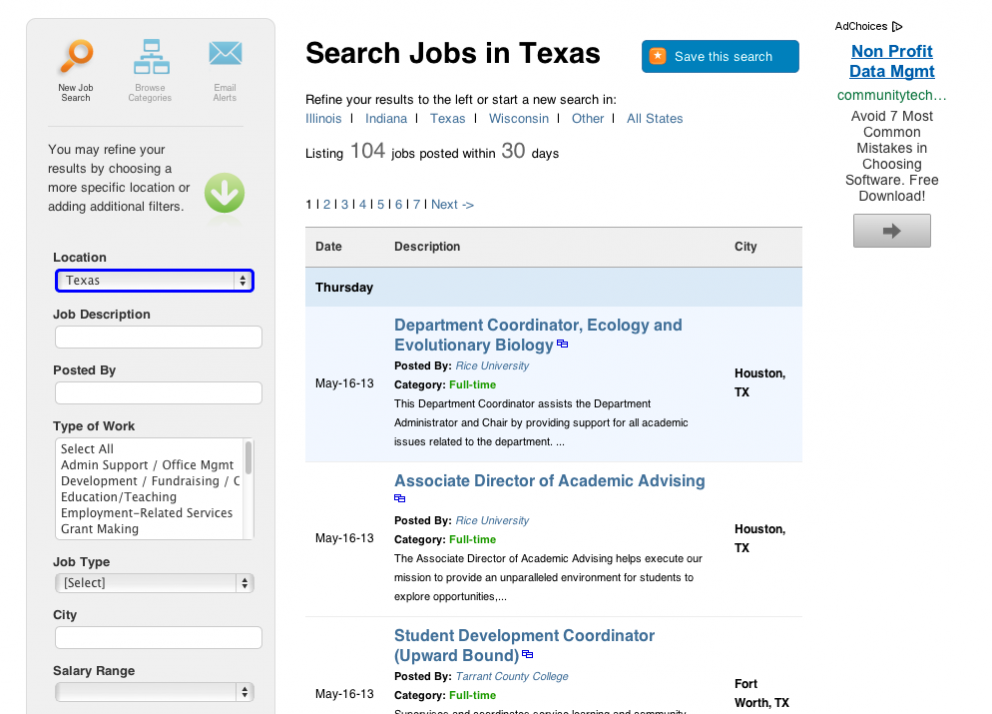 New Job
Search
Browse
Categories
Email
Alerts
You may refine your
results by choosing a
more specific location or
adding additional filters.
Location
Texas
Job Description
Posted By
Type of Work
Select All
Admin Support / Office Mgmt
Development / Fundraising / C
Education/Teaching
Employment-Related Services
Grant Making
Job Type
[Select]
City
Salary Range
Search Jobs in Texas
Save this search
Refine your results to the left or start a new search in:
Illinois | Indiana | Texas | Wisconsin | Other | All States
Listing 104 jobs posted within 30 days
1 | 2 | 3 | 4 | 5 | 6 | 7 | Next ->
Date Description City
Thursday
Department Coordinator, Ecology and
Evolutionary Biology
Posted By: Rice University
May-16-13
Category: Full-time
This Department Coordinator assists the Department
Administrator and Chair by providing support for all academic
issues related to the department. ...
Houston,
TX
Associate Director of Academic Advising
Posted By: Rice University
May-16-13
Category: Full-time
The Associate Director of Academic Advising helps execute our
mission to provide an unparalleled environment for students to
explore opportunities,...
Houston,
TX
Student Development Coordinator
(Upward Bound)
Posted By: Tarrant County College
May-16-13
Category: Full-time
Supervises and coordinates service learning and community
Fort
Worth, TX
AdChoices
Non Profit
Data Mgmt
communitytech...
Avoid 7 Most
Common
Mistakes in
Choosing
Software. Free
Download!